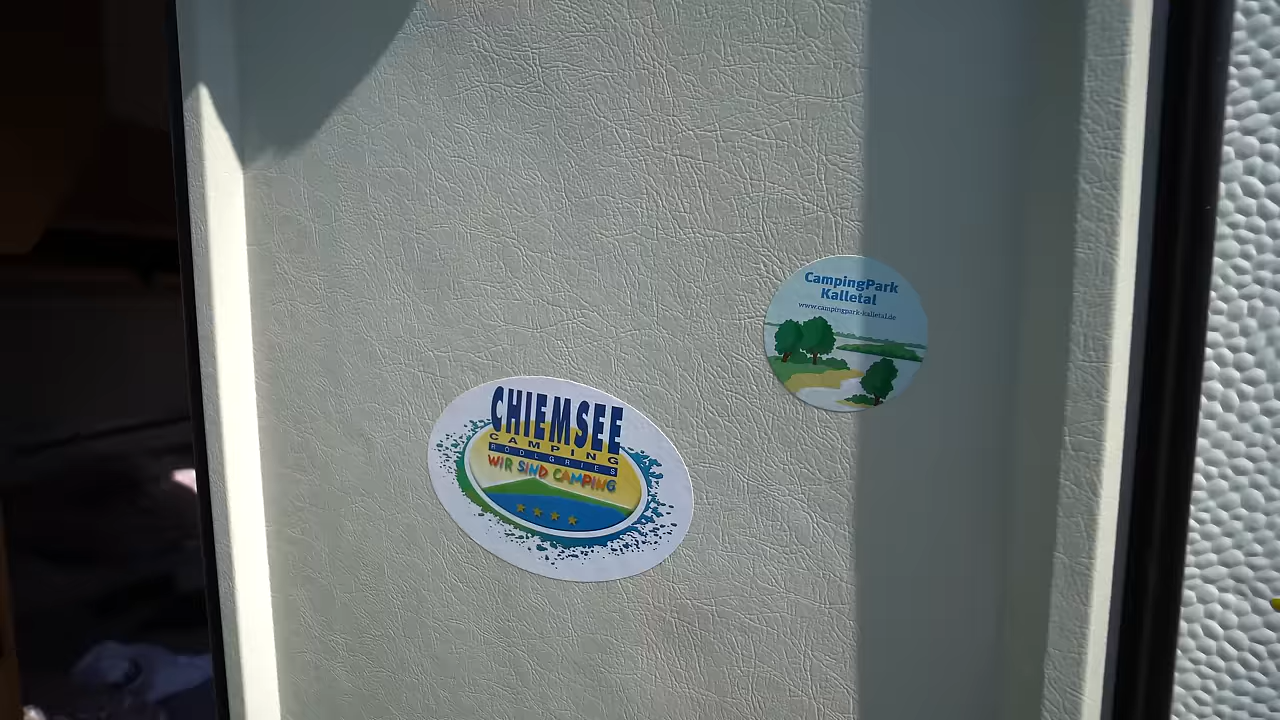 CampingPark
Kalletal
www.campingpark-kalletal.de
CHIEMSEE
CAMPING
RÖDLGRIES
WIR SIND CAMPING